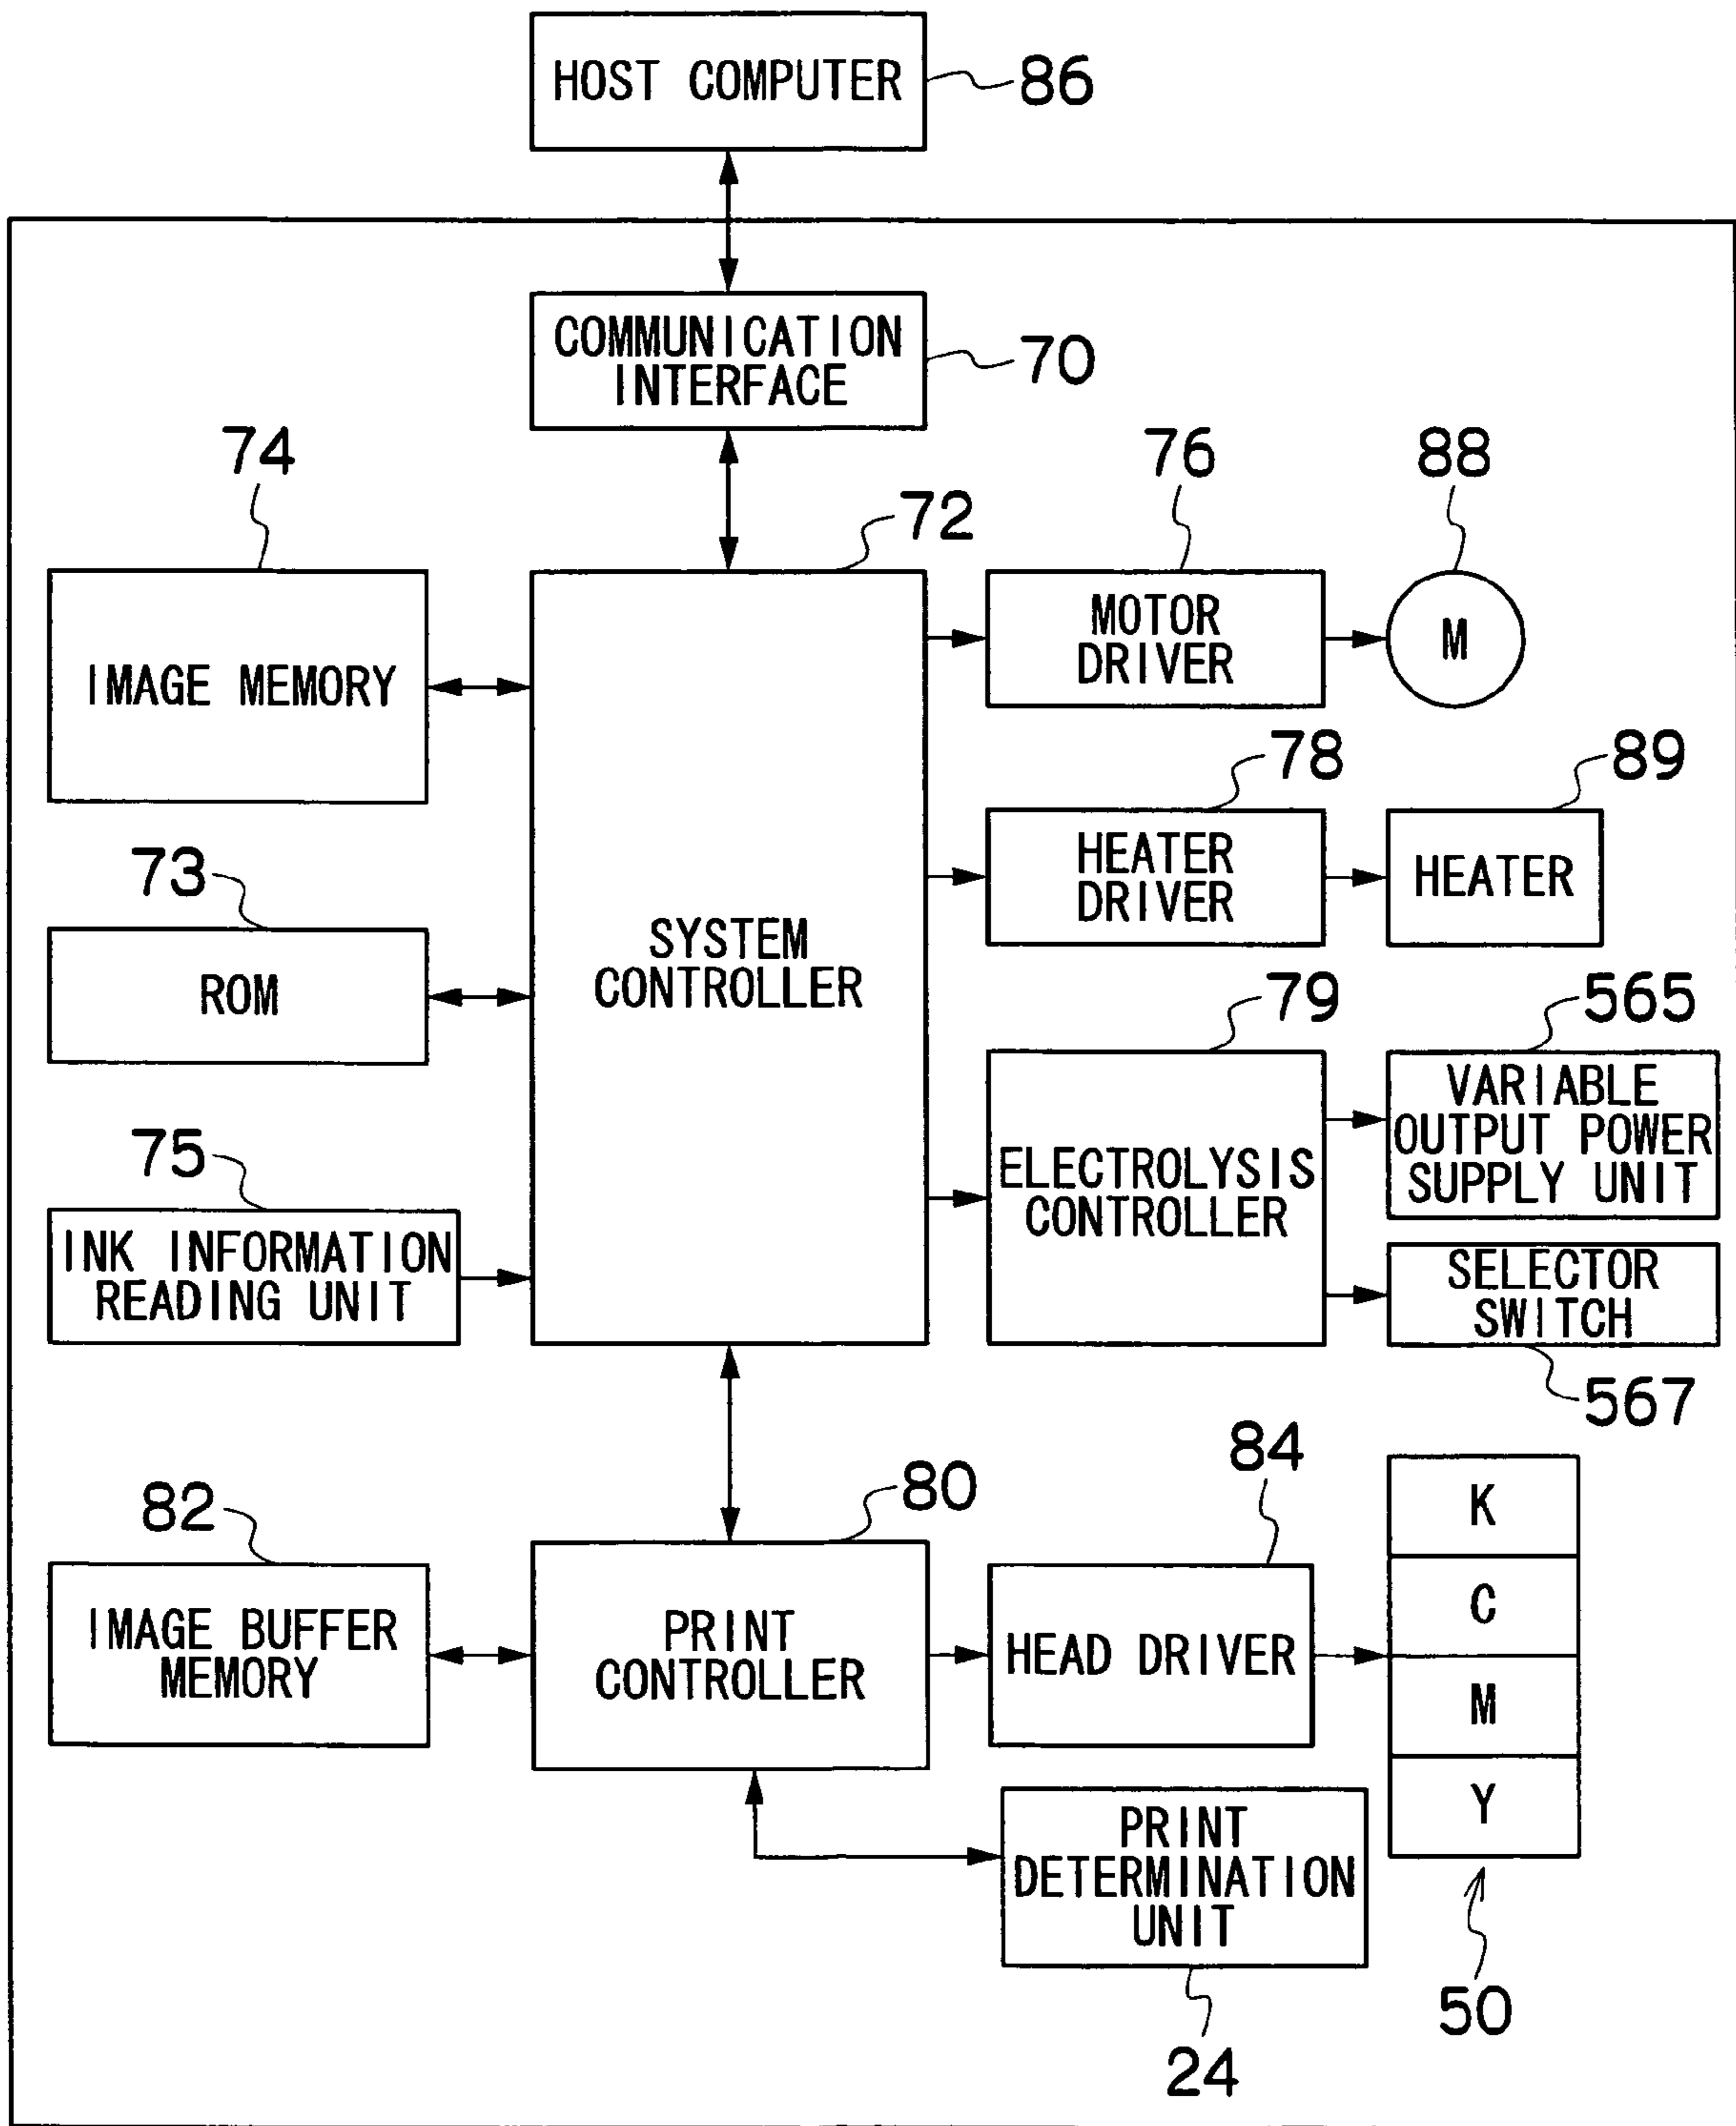 HOST COMPUTER
86
COMMUNICATION
INTERFACE
70
74
72
76
88
IMAGE MEMORY
MOTOR
DRIVER
M
78
89
73
HEATER
DRIVER
HEATER
ROM
SYSTEM
CONTROLLER
79
565
75
VARIABLE
OUTPUT POWER
SUPPLY UNIT
ELECTROLYSIS
CONTROLLER
INK INFORMATION
READING UNIT
SELECTOR
SWITCH
567
82
80
84
K
C
M
Y
IMAGE BUFFER
MEMORY
PRINT
CONTROLLER
HEAD DRIVER
PRINT
DETERMINATION
UNIT
50
24